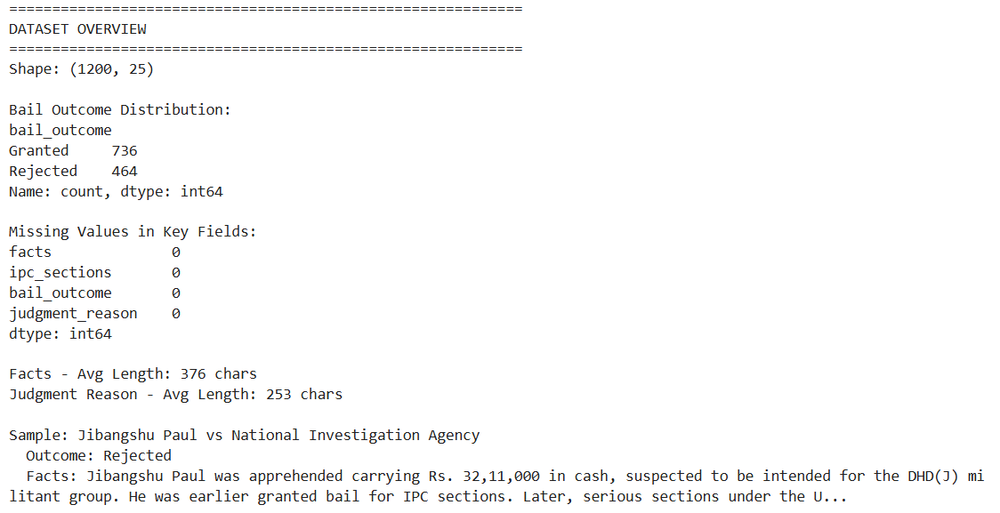 ============================================================
DATASET OVERVIEW
============================================================
Shape: (1200, 25)
Bail Outcome Distribution:
bail_outcome
Granted     736
Rejected    464
Name: count, dtype: int64
Missing Values in Key Fields:
facts              0
ipc_sections       0
bail_outcome       0
judgment_reason    0
dtype: int64
Facts - Avg Length: 376 chars
Judgment Reason - Avg Length: 253 chars
Sample: Jibangshu Paul vs National Investigation Agency
  Outcome: Rejected
  Facts: Jibangshu Paul was apprehended carrying Rs. 32,11,000 in cash, suspected to be intended for the DHD(J) mi
litant group. He was earlier granted bail for IPC sections. Later, serious sections under the U...